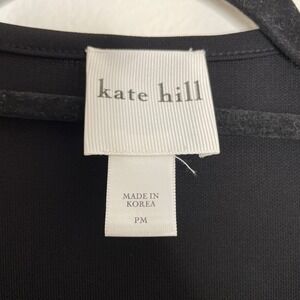 kate hill
MADE IN
KOREA
PM